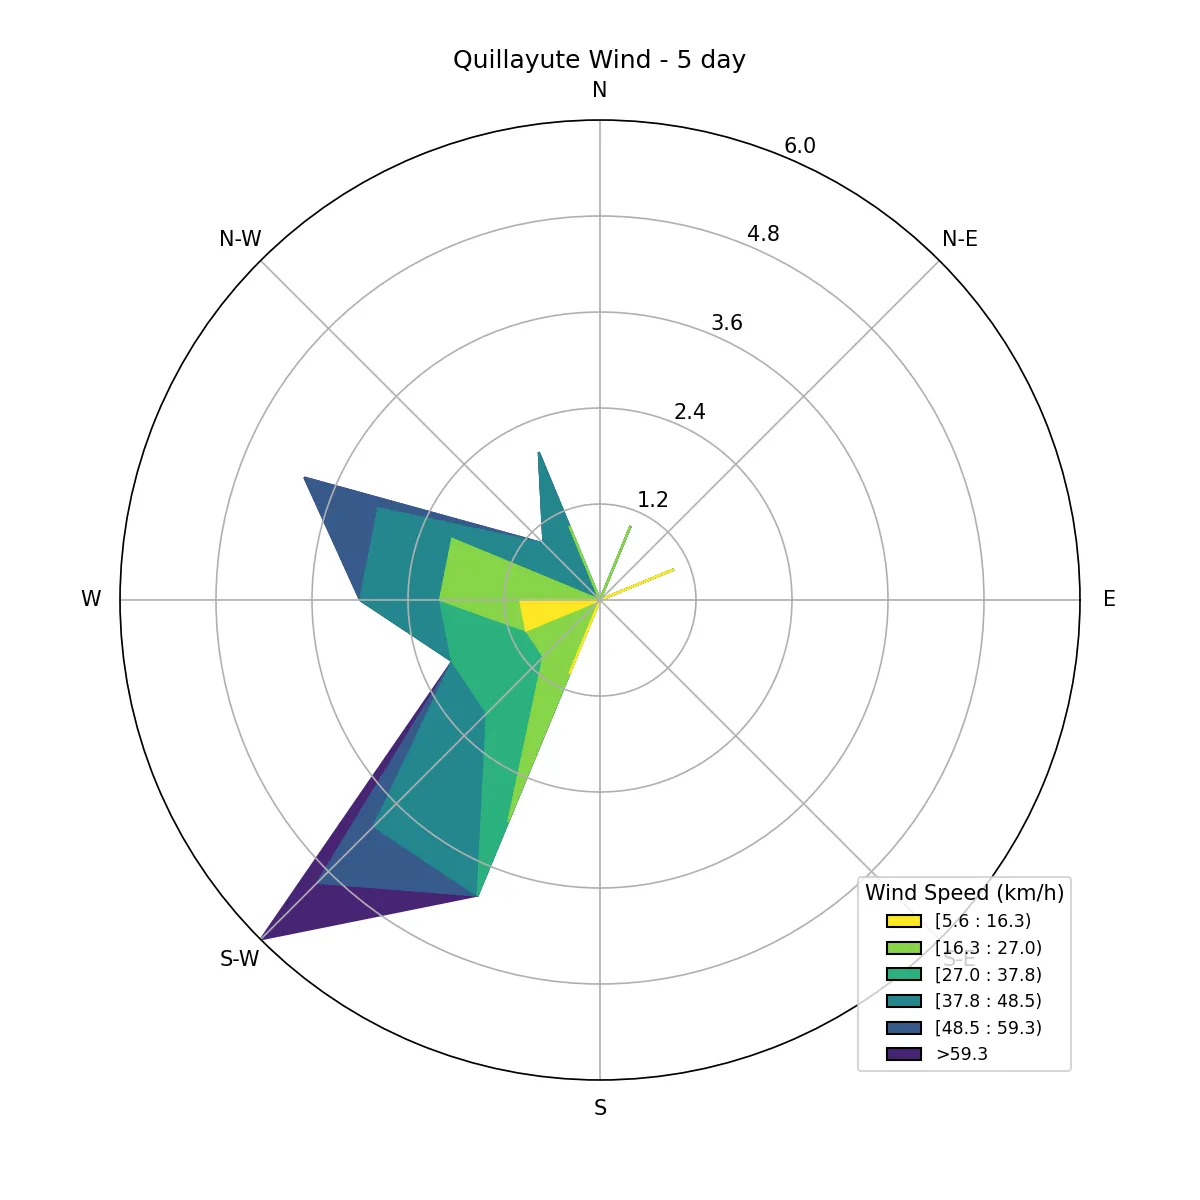 Quillayute Wind - 5 day
N
6.0
N-W
4.8
N-E
3.6
2.4
1.2
W
E
S-W
S-E
S
Wind Speed (km/h)
[5.6 : 16.3)
[16.3 : 27.0)
[27.0 : 37.8)
[37.8 : 48.5)
[48.5 : 59.3)
>59.3